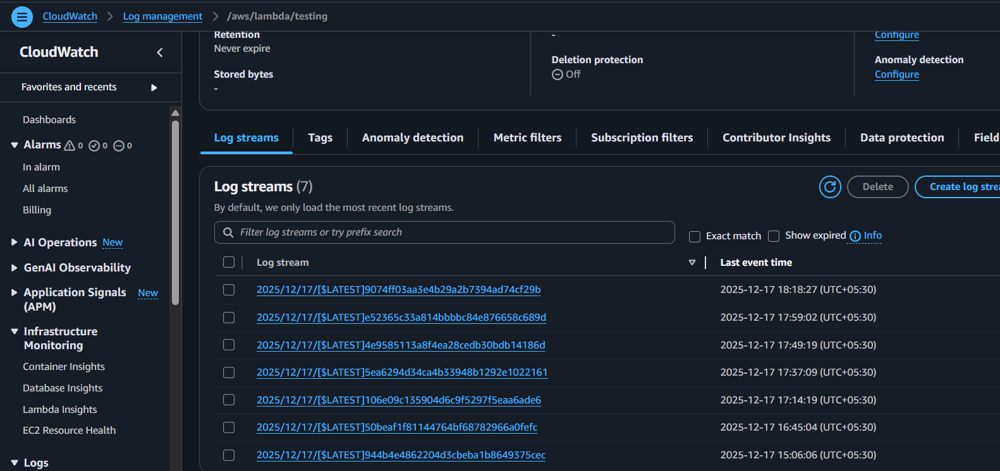 CloudWatch > Log management > /aws/lambda/testing
CloudWatch
Favorites and recents
Dashboards
Alarms 0 0 0
In alarm
All alarms
Billing
AI Operations New
GenAI Observability
Application Signals New
(APM)
Infrastructure
Monitoring
Container Insights
Database Insights
Lambda Insights
EC2 Resource Health
Logs
Retention
Never expire
Stored bytes
-
-
Deletion protection
Off
Configure
Anomaly detection
Configure
Log streams Tags Anomaly detection Metric filters Subscription filters Contributor Insights Data protection Field
Log streams (7)
By default, we only load the most recent log streams.
Delete
Create log strea
Filter log streams or try prefix search
Exact match Show expired Info
Log stream Last event time
2025/12/17/[$LATEST]9074ff03aa3e4b29a2b7394ad74cf29b 2025-12-17 18:18:27 (UTC+05:30)
2025/12/17/[$LATEST]e52365c33a814bbbbc84e876658c689d 2025-12-17 17:59:02 (UTC+05:30)
2025/12/17/[$LATEST]4e9585113a8f4ea28cedb30bdb14186d 2025-12-17 17:49:19 (UTC+05:30)
2025/12/17/[$LATEST]5ea6294d34ca4b33948b1292e1022161 2025-12-17 17:37:09 (UTC+05:30)
2025/12/17/[$LATEST]106e09c135904d6c9f5297f5eaa6ade6 2025-12-17 17:14:19 (UTC+05:30)
2025/12/17/[$LATEST]50beaf1f81144764bf68782966a0fefc 2025-12-17 16:45:04 (UTC+05:30)
2025/12/17/[$LATEST]944b4e4862204d3cbeba1b8649375cec 2025-12-17 15:06:06 (UTC+05:30)